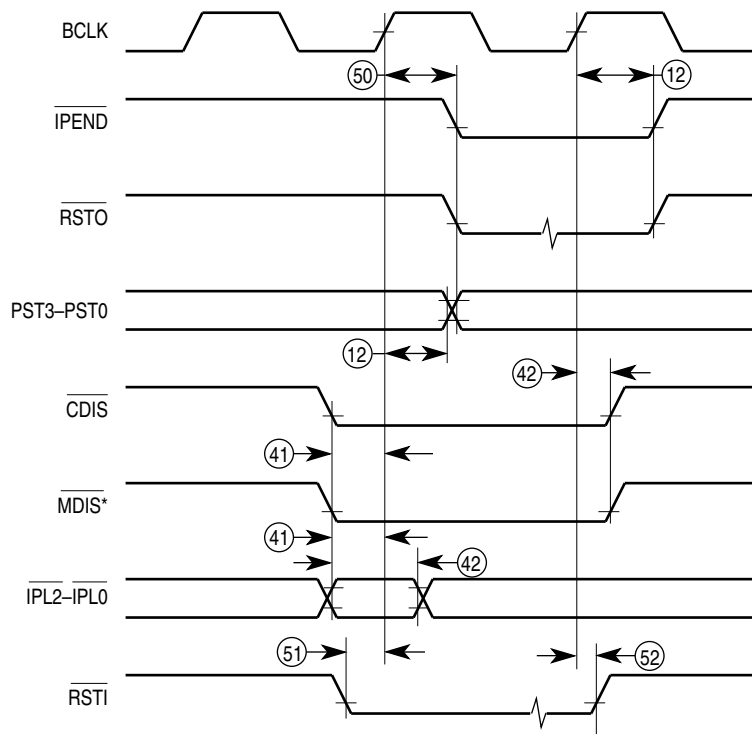 BCLK
50
12
IPEND
RSTO
PST3–PST0
12
42
CDIS
41
MDIS*
41
42
IPL2–IPL0
51
52
RSTI